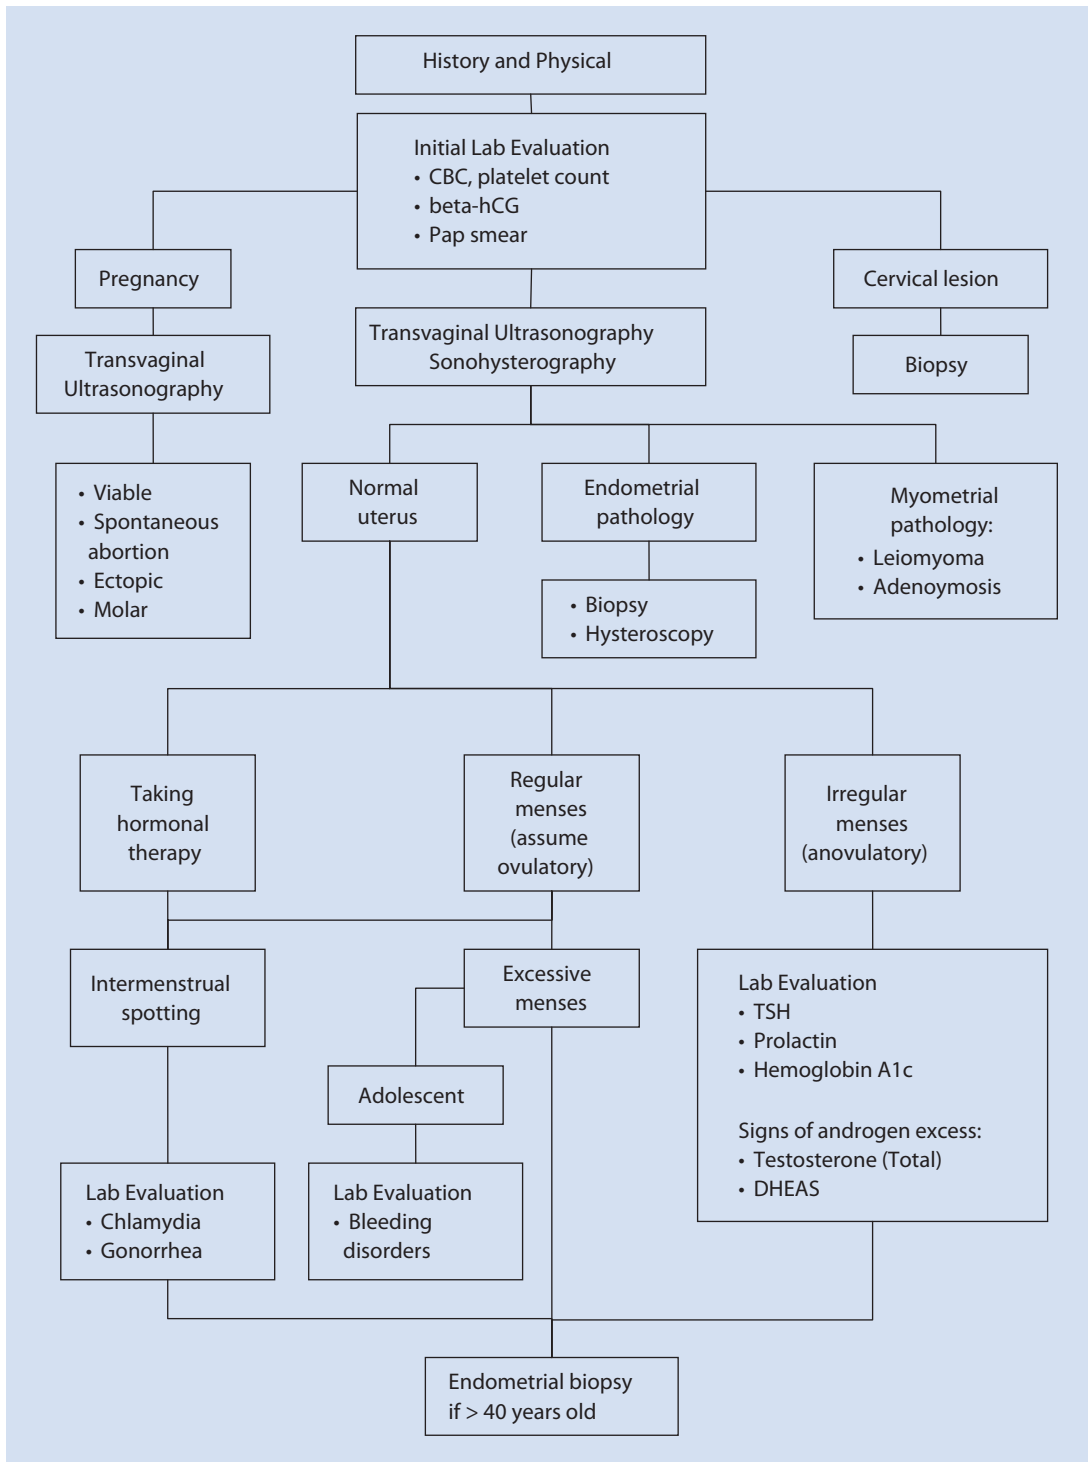 History and Physical
Initial Lab Evaluation
• CBC, platelet count
• beta-hCG
• Pap smear
Pregnancy
Cervical lesion
Transvaginal
Ultrasonography
Transvaginal Ultrasonography
Sonohysterography
Biopsy
• Viable
• Spontaneous
abortion
• Ectopic
• Molar
Normal
uterus
Endometrial
pathology
Myometrial
pathology:
• Leiomyoma
• Adenoymosis
• Biopsy
• Hysteroscopy
Taking
hormonal
therapy
Regular
menses
(assume
ovulatory)
Irregular
menses
(anovulatory)
Intermenstrual
spotting
Excessive
menses
Lab Evaluation
• TSH
• Prolactin
• Hemoglobin A1c
Signs of androgen excess:
• Testosterone (Total)
• DHEAS
Adolescent
Lab Evaluation
• Chlamydia
• Gonorrhea
Lab Evaluation
• Bleeding
disorders
Endometrial biopsy
if > 40 years old